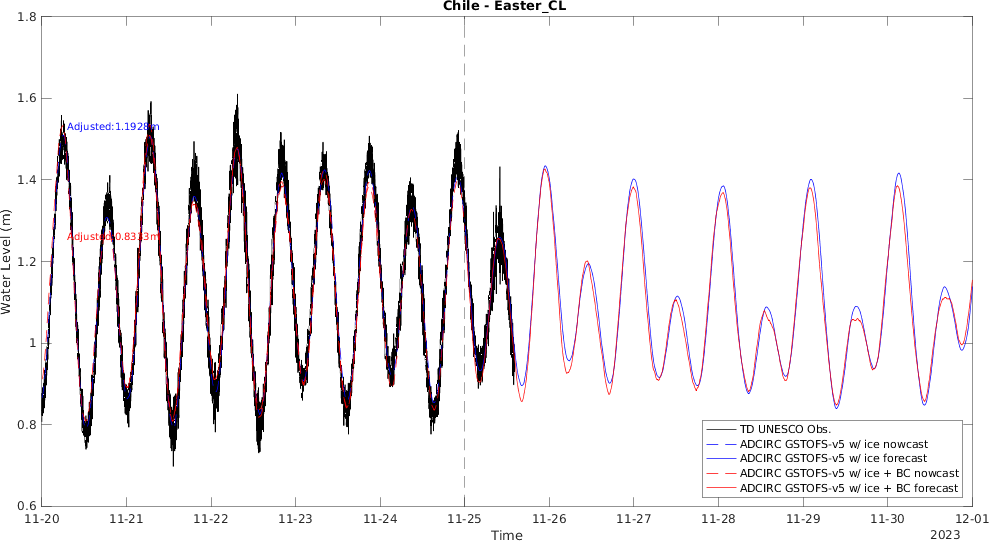 Chile - Easter_CL
1.8
1.6
1.4
1.2
1
0.8
0.6
Water Level (m)
Adjusted:1.1928m
Adjusted:0.8313m
TD UNESCO Obs.
ADCIRC GSTOFS-v5 w/ ice nowcast
ADCIRC GSTOFS-v5 w/ ice forecast
ADCIRC GSTOFS-v5 w/ ice + BC nowcast
ADCIRC GSTOFS-v5 w/ ice + BC forecast
11-20 11-21 11-22 11-23 11-24 11-25 11-26 11-27 11-28 11-29 11-30 12-01
Time
2023